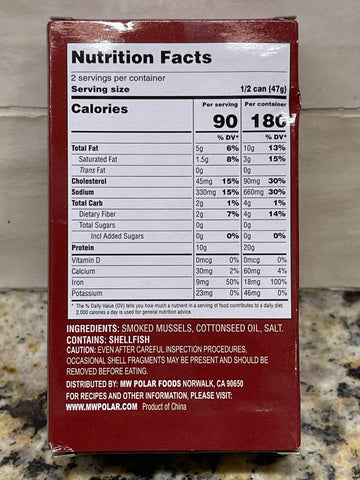 Nutrition Facts
2 servings per container
Serving size 1/2 can (47g)
Calories Per serving 90 Per container 180
% DV* % DV*
Total Fat 5g 6% 10g 13%
Saturated Fat 1.5g 8% 3g 15%
Trans Fat 0g 0g
Cholesterol 45mg 15% 90mg 30%
Sodium 330mg 15% 660mg 30%
Total Carb 2g 1% 4g 1%
Dietary Fiber 2g 7% 4g 14%
Total Sugars 0g 0g
Incl Added Sugars 0g 0% 0g 0%
Protein 10g 20g
Vitamin D 0mcg 0% 0mcg 0%
Calcium 30mg 2% 60mg 4%
Iron 9mg 50% 18mg 100%
Potassium 23mg 0% 46mg 0%
* The % Daily Value (DV) tells you how much a nutrient in a serving of food contributes to a daily diet.
2,000 calories a day is used for general nutrition advice.
INGREDIENTS: SMOKED MUSSELS, COTTONSEED OIL, SALT.
CONTAINS: SHELLFISH
CAUTION: EVEN AFTER CAREFUL INSPECTION PROCEDURES,
OCCASIONAL SHELL FRAGMENTS MAY BE PRESENT AND SHOULD BE
REMOVED BEFORE EATING.
DISTRIBUTED BY: MW POLAR FOODS NORWALK, CA 90650
FOR RECIPES AND OTHER INFORMATION, PLEASE VISIT:
WWW.MWPOLAR.COM Product of China